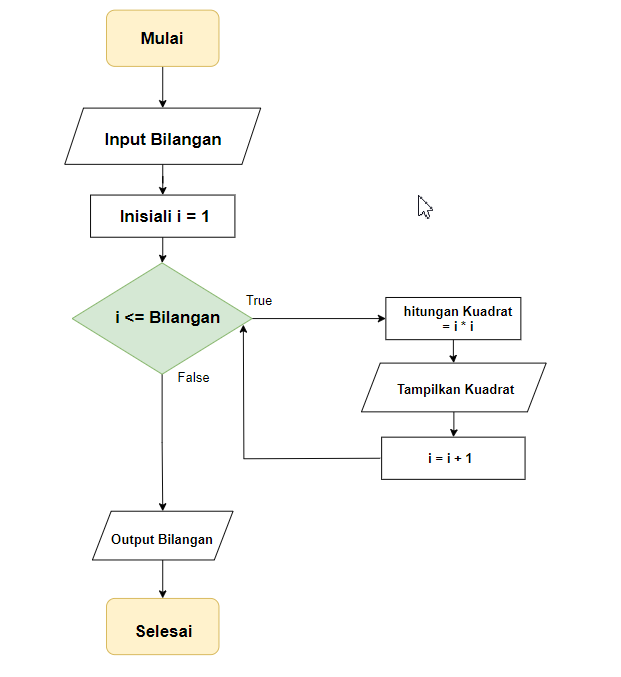 Mulai
Input Bilangan
Inisiali i = 1
i <= Bilangan
True
hitungan Kuadrat
= i * i
Tampilkan Kuadrat
i = i + 1
False
Output Bilangan
Selesai